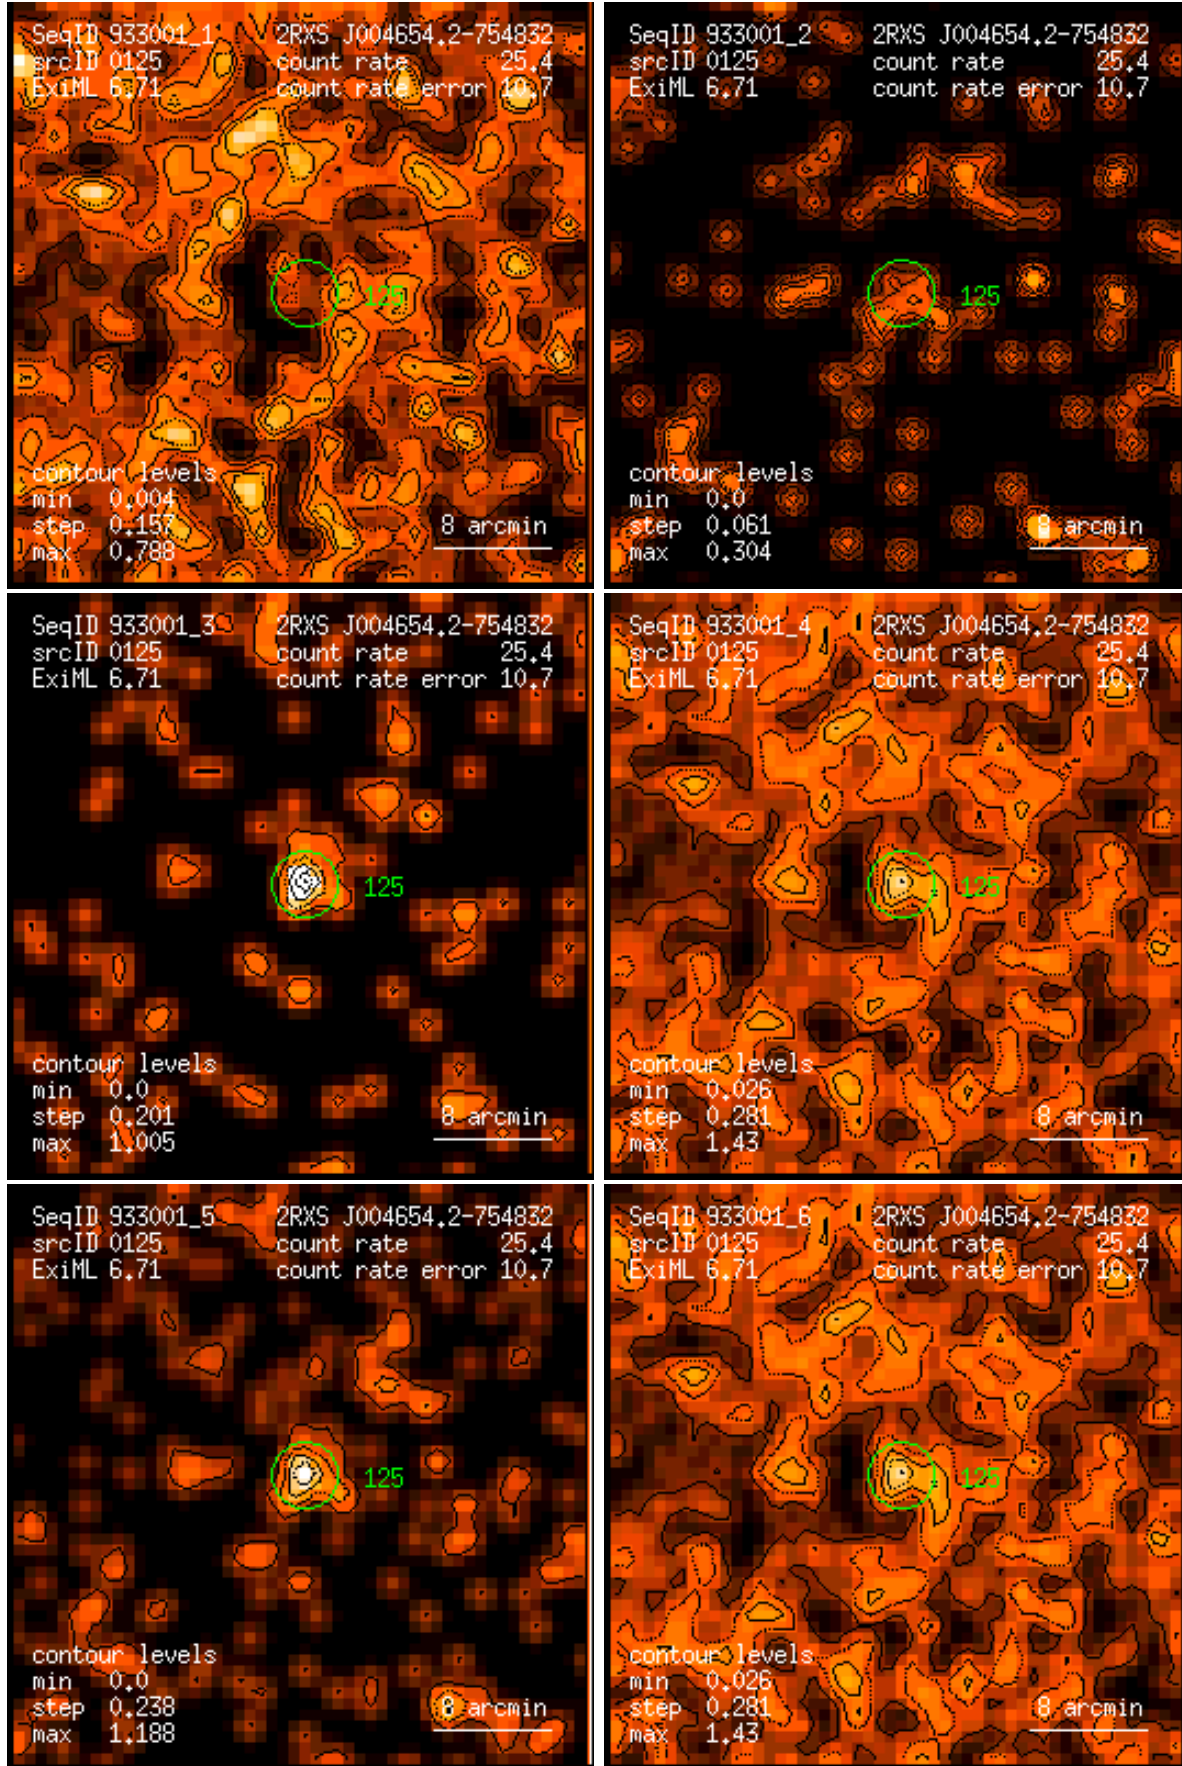 SeqID 933001_1 2RXS J004654.2-754832
srcID 0125 count rate 25.4
ExiML 6.71 count rate error 10.7
125
contour levels
min 0.004
step 0.157 8 arcmin
max 0.788
SeqID 933001_2 2RXS J004654.2-754832
srcID 0125 count rate 25.4
ExiML 6.71 count rate error 10.7
125
contour levels
min 0.0
step 0.061 8 arcmin
max 0.304
SeqID 933001_3 2RXS J004654.2-754832
srcID 0125 count rate 25.4
ExiML 6.71 count rate error 10.7
125
contour levels
min 0.0
step 0.201 8 arcmin
max 1.005
SeqID 933001_4 2RXS J004654.2-754832
srcID 0125 count rate 25.4
ExiML 6.71 count rate error 10.7
125
contour levels
min 0.026
step 0.281 8 arcmin
max 1.43
SeqID 933001_5 2RXS J004654.2-754832
srcID 0125 count rate 25.4
ExiML 6.71 count rate error 10.7
125
contour levels
min 0.0
step 0.238 8 arcmin
max 1.188
SeqID 933001_6 2RXS J004654.2-754832
srcID 0125 count rate 25.4
ExiML 6.71 count rate error 10.7
125
contour levels
min 0.026
step 0.281 8 arcmin
max 1.43